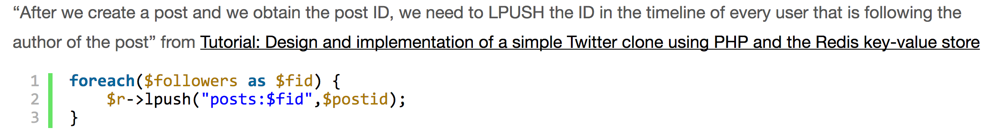 “After we create a post and we obtain the post ID, we need to LPUSH the ID in the timeline of every user that is following the
author of the post” from Tutorial: Design and implementation of a simple Twitter clone using PHP and the Redis key-value store
1 foreach($followers as $fid) {
2     $r->lpush("posts:$fid",$postid);
3 }